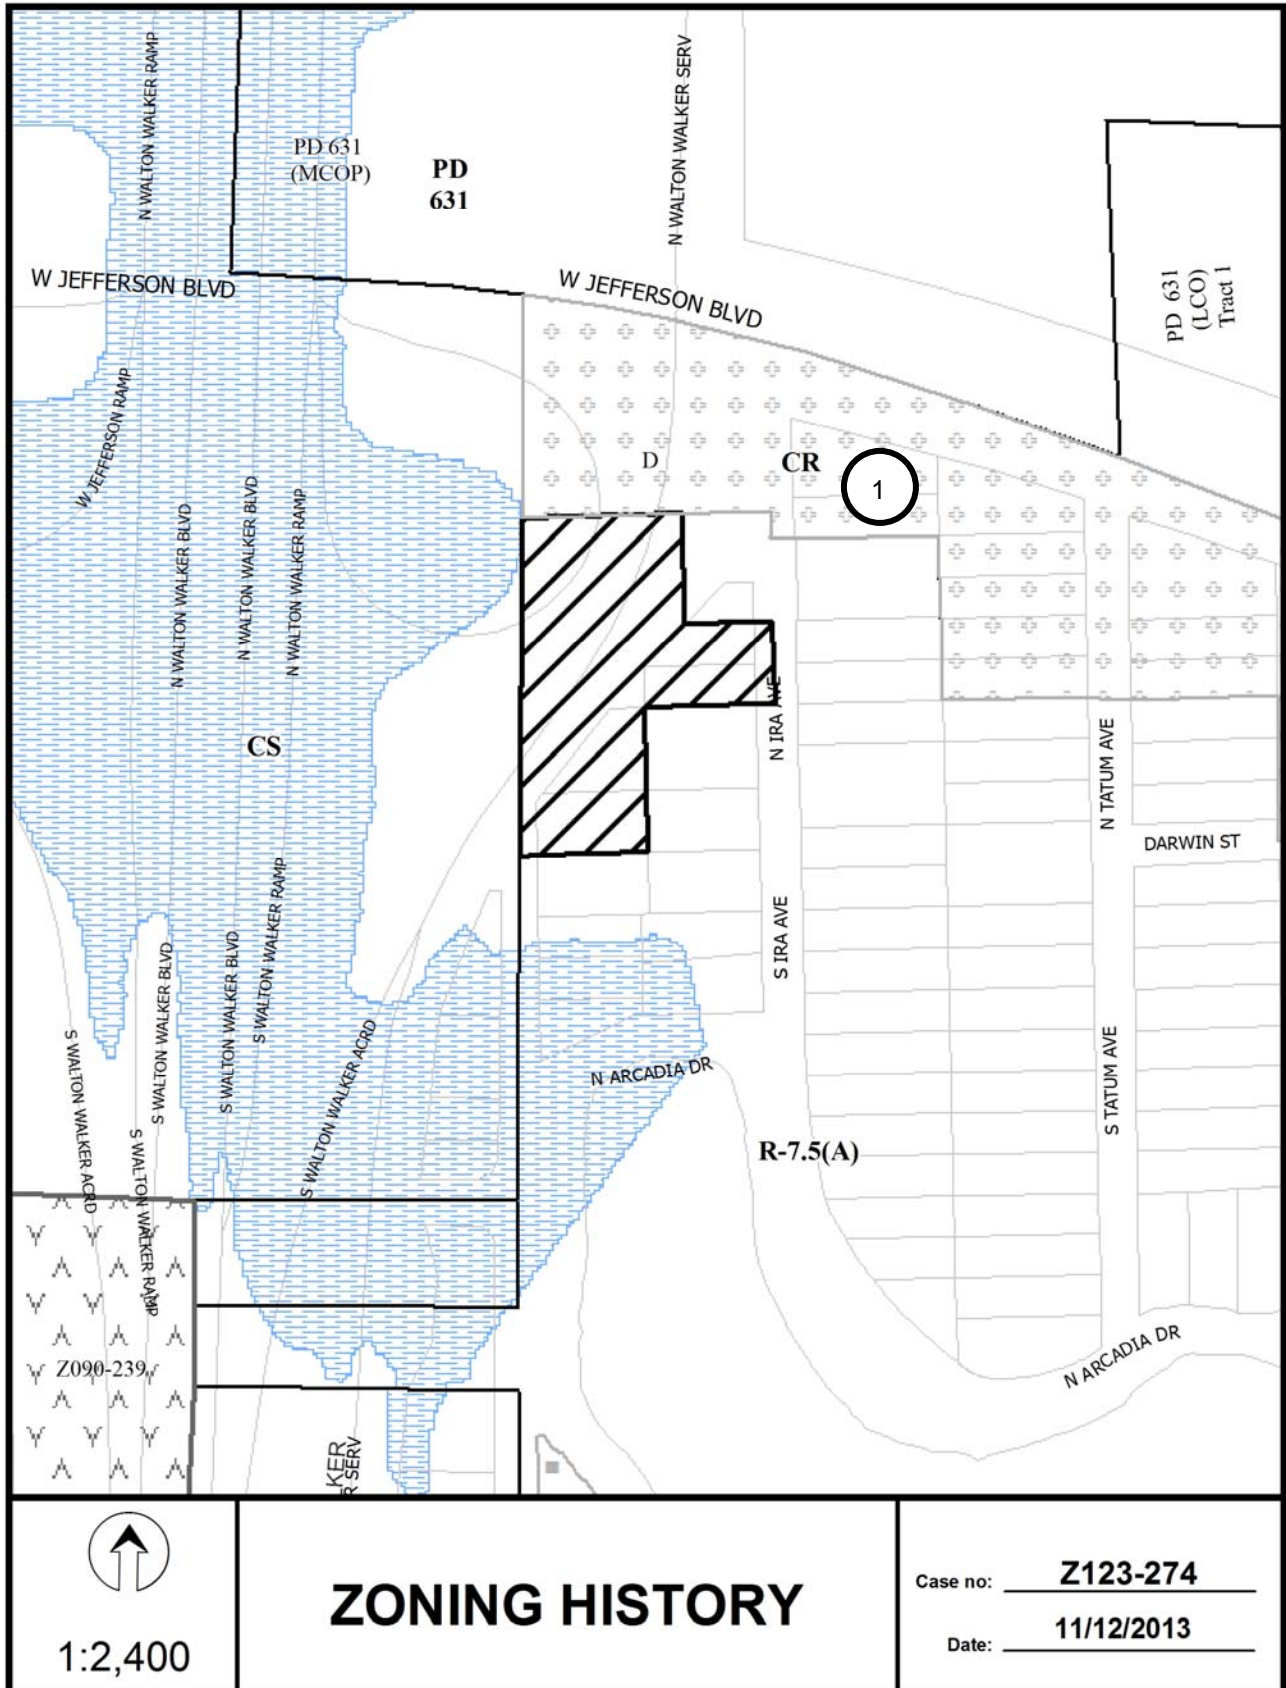 N WALTON WALKER RAMP
N WALTON WALKER SERV
PD 631
(MCOP)
PD
631
W JEFFERSON BLVD
W JEFFERSON BLVD
PD 631
(LCO)
Tract 1
W JEFFERSON RAMP
D
CR
1
N WALTON WALKER BLVD
N WALTON WALKER BLVD
N WALTON WALKER RAMP
CS
N IRA AVE
N TATUM AVE
DARWIN ST
S WALTON WALKER RAMP
S IRA AVE
S WALTON WALKER BLVD
S WALTON WALKER BLVD
S WALTON WALKER ACRD
S WALTON WALKER ACRD
N ARCADIA DR
S TATUM AVE
R-7.5(A)
S WALTON WALKER RAMP
Z090-239
N ARCADIA DR
KER
R SERV
1:2,400
ZONING HISTORY
Case no: Z123-274
Date: 11/12/2013